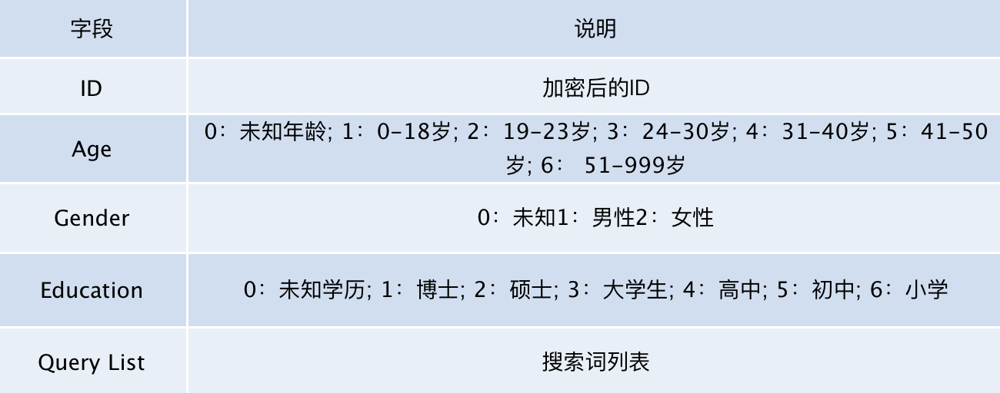 字段
说明
ID
加密后的ID
Age
0：未知年龄; 1：0–18岁; 2：19–23岁; 3：24–30岁; 4：31–40岁; 5：41–50
岁; 6： 51–999岁
Gender
0：未知1：男性2：女性
Education
0：未知学历; 1：博士; 2：硕士; 3：大学生; 4：高中; 5：初中; 6：小学
Query List
搜索词列表